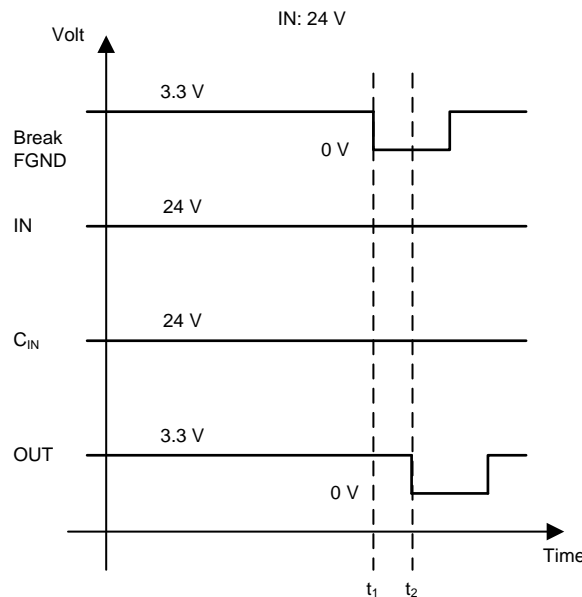 IN: 24 V
Volt
3.3 V
Break
FGND
0 V
24 V
IN
24 V
CIN
3.3 V
OUT
0 V
Time
t1 t2